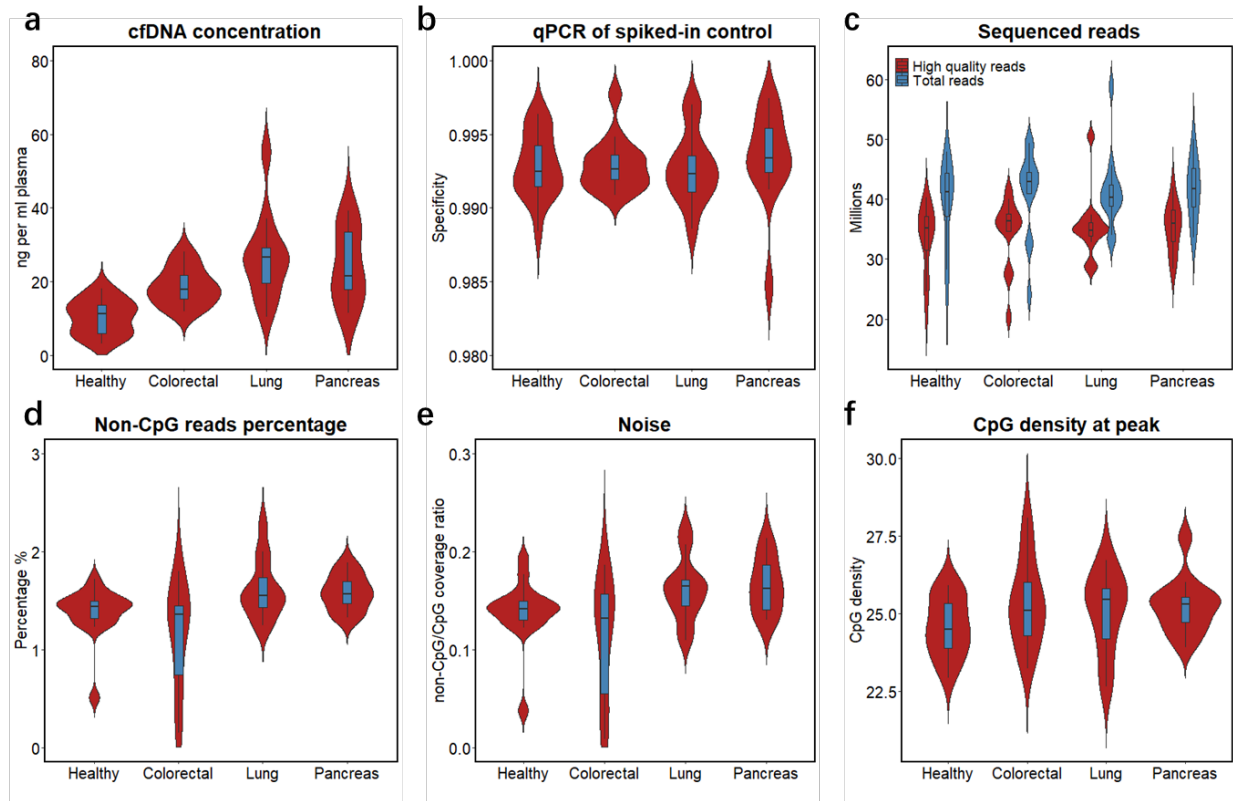 a
cfDNA concentration
ng per ml plasma
80
60
40
20
0
Healthy Colorectal Lung Pancreas
b
qPCR of spiked-in control
Specificity
1.000
0.995
0.990
0.985
0.980
Healthy Colorectal Lung Pancreas
c
Sequenced reads
High quality reads
Total reads
Millions
60
50
40
30
20
Healthy Colorectal Lung Pancreas
d
Non-CpG reads percentage
Percentage %
3
2
1
0
Healthy Colorectal Lung Pancreas
e
Noise
non-CpG/CpG coverage ratio
0.3
0.2
0.1
0.0
Healthy Colorectal Lung Pancreas
f
CpG density at peak
CpG density
30.0
27.5
25.0
22.5
Healthy Colorectal Lung Pancreas